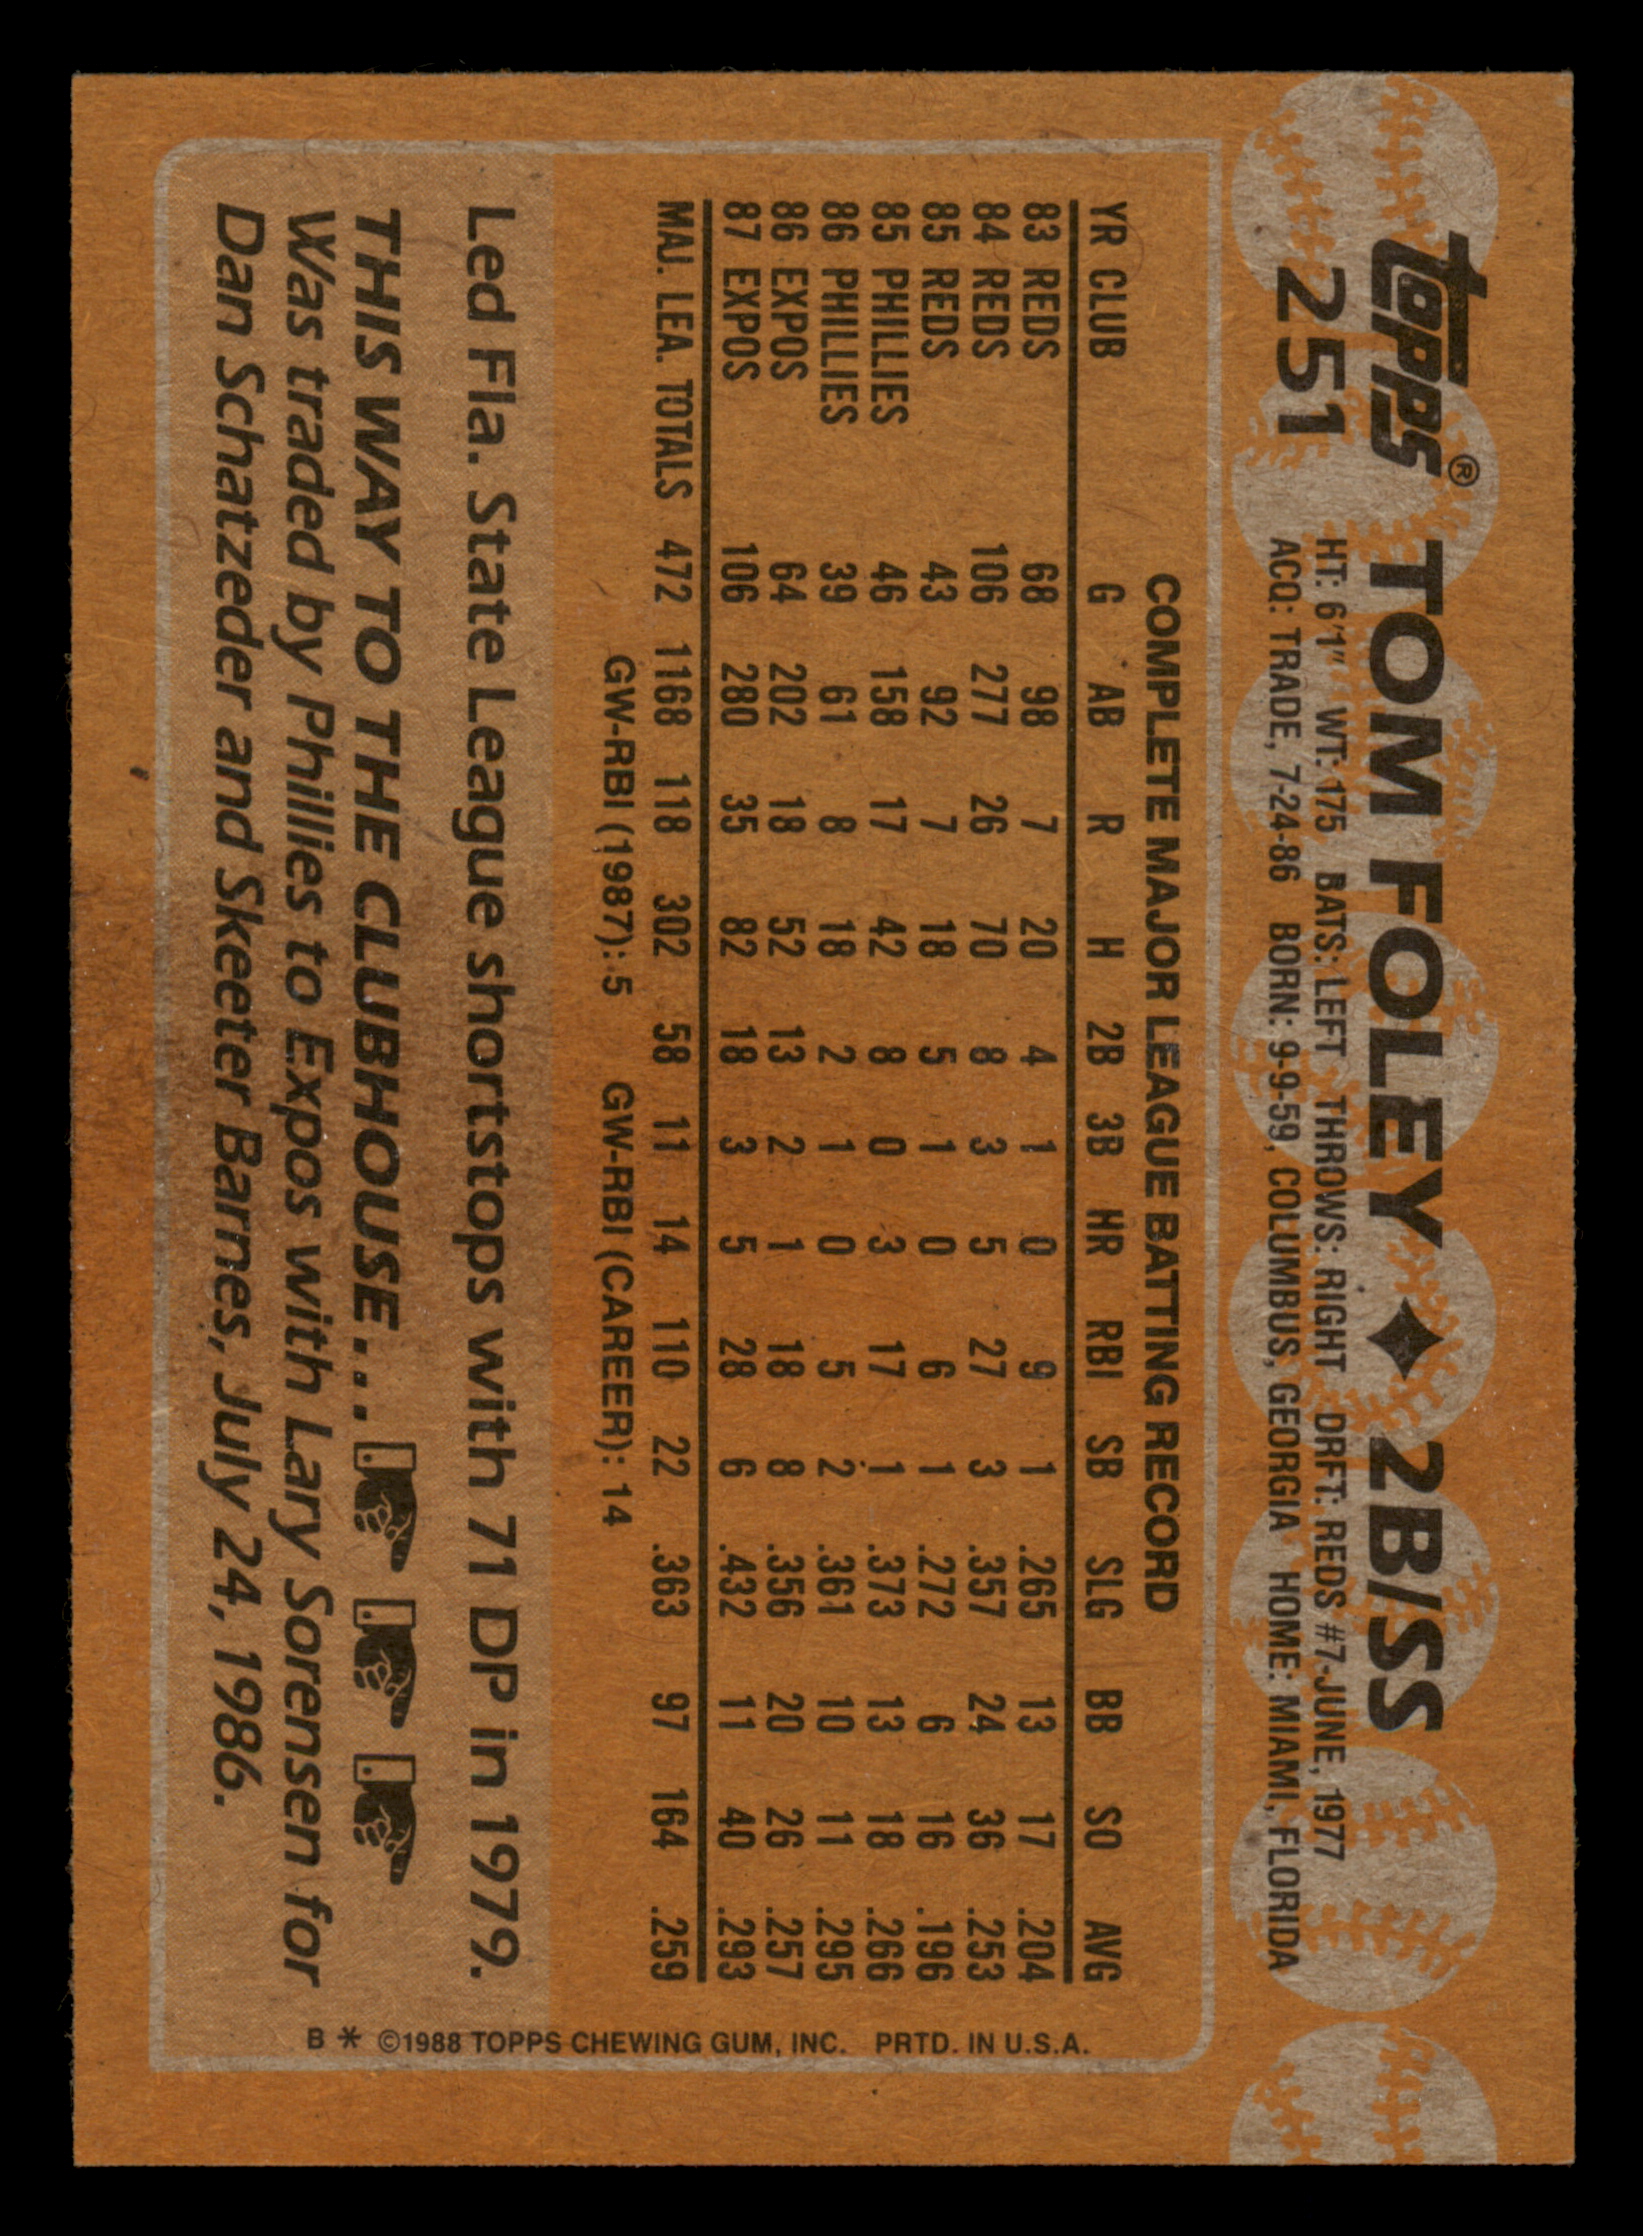 topps® TOM FOLEY ♦ 2B/SS
251 HT: 6'1" WT: 175 BATS: LEFT THROWS: RIGHT DRFT: REDS #7-JUNE, 1977
ACQ: TRADE, 7-24-86 BORN: 9-9-59, COLUMBUS, GEORGIA HOME: MIAMI, FLORIDA
COMPLETE MAJOR LEAGUE BATTING RECORD
YR CLUB G AB R H 2B 3B HR RBI SB SLG BB SO AVG
83 REDS 68 98 7 20 4 1 0 9 1 .265 13 17 .204
84 REDS 106 277 26 70 8 3 5 27 3 .357 24 36 .253
85 REDS 43 92 7 18 5 1 0 6 1 .272 6 16 .196
85 PHILLIES 46 158 17 42 8 0 3 17 1 .373 13 18 .266
86 PHILLIES 39 61 8 18 2 1 0 5 2 .361 10 11 .295
86 EXPOS 64 202 18 52 13 2 1 18 8 .356 20 26 .257
87 EXPOS 106 280 35 82 18 3 5 28 6 .432 11 40 .293
MAJ. LEA. TOTALS 472 1168 118 302 58 11 14 110 22 .363 97 164 .259
GW-RBI (1987): 5 GW-RBI (CAREER): 14
Led Fla. State League shortstops with 71 DP in 1979.
THIS WAY TO THE CLUBHOUSE...
Was traded by Phillies to Expos with Lary Sorensen for
Dan Schatzeder and Skeeter Barnes, July 24, 1986.
B * ©1988 TOPPS CHEWING GUM, INC. PRTD. IN U.S.A.